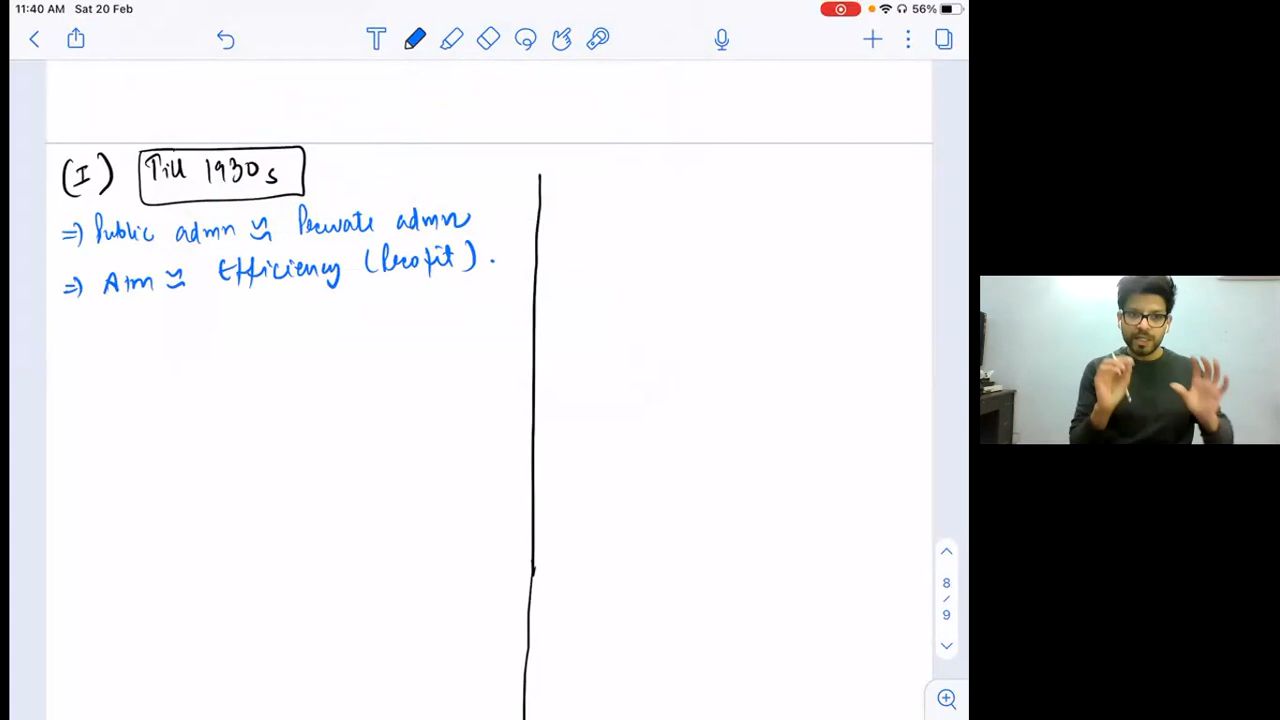 11:40 AM Sat 20 Feb
56%
T
(I) Till 1930s
⇒ Public admn ≈ Private admn
⇒ Aim ≈ Efficiency (Profit).
8
/
9